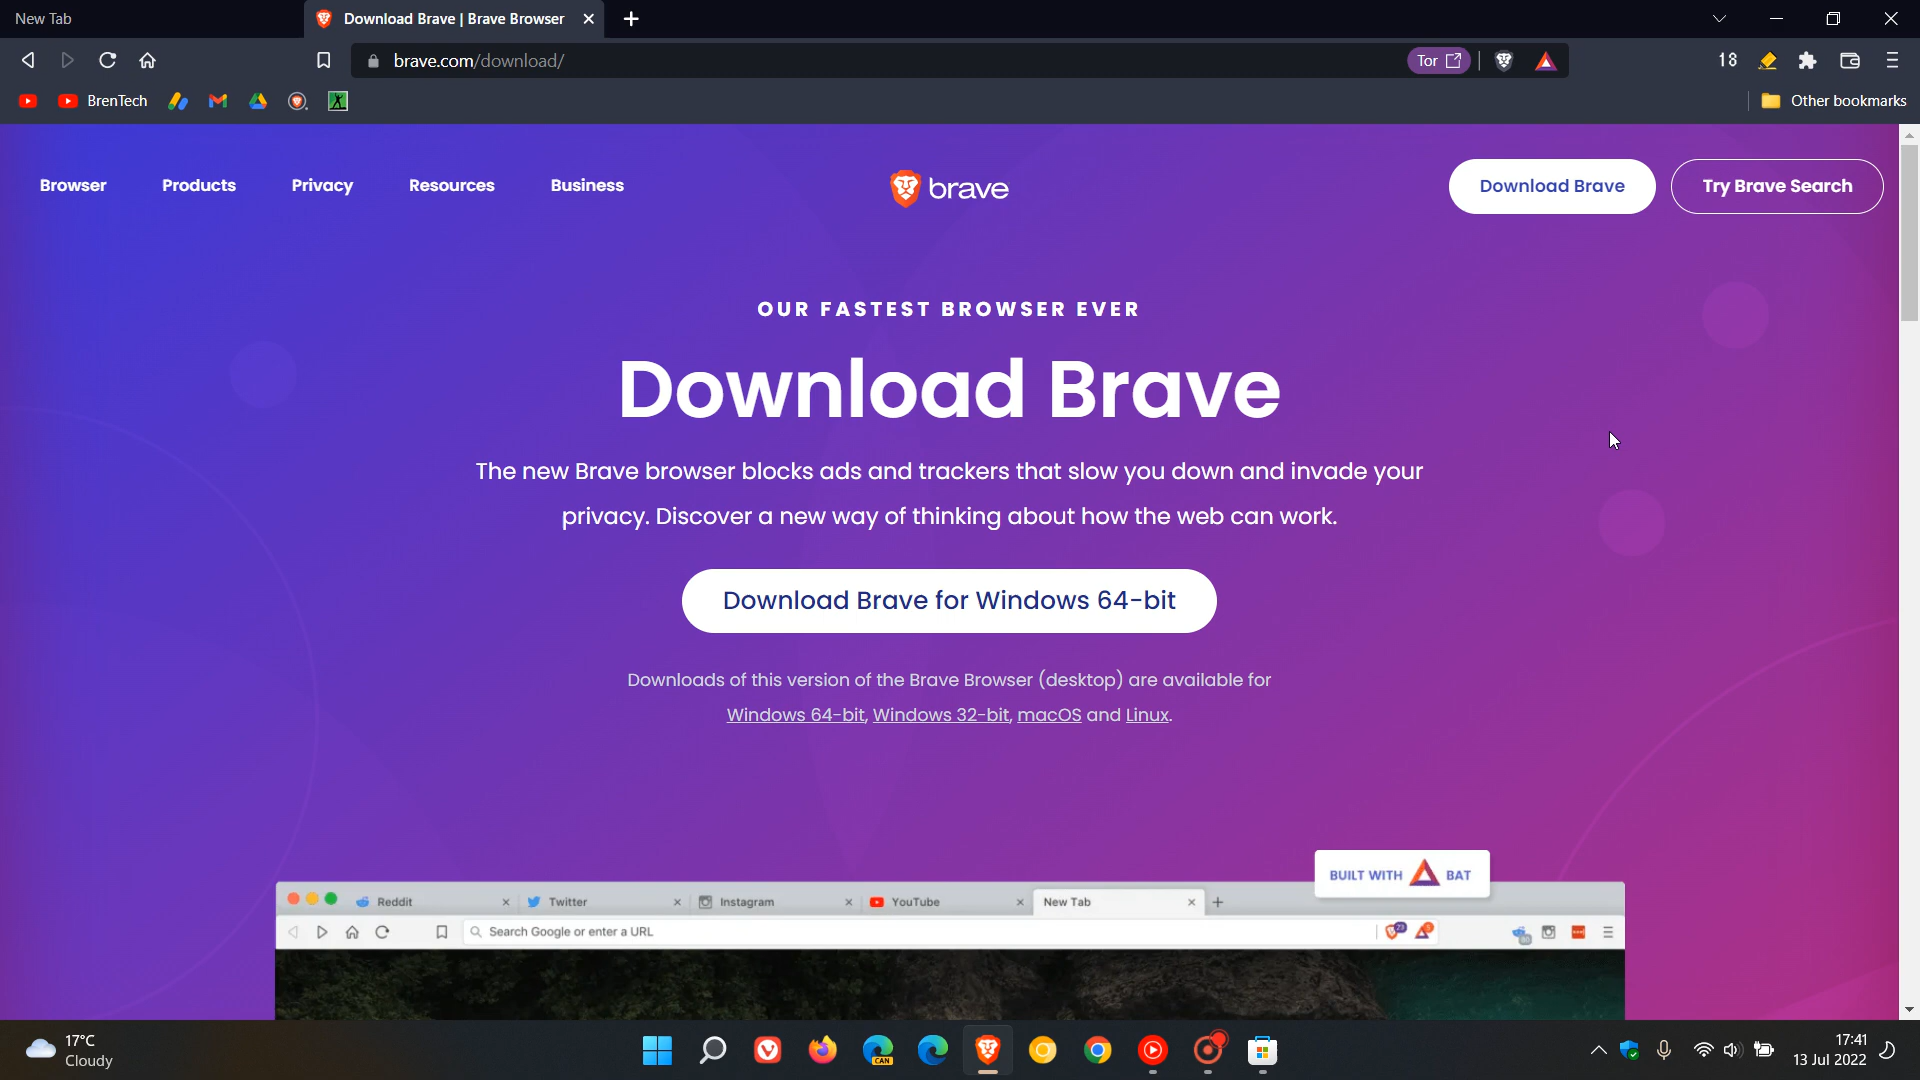 New Tab
Download Brave | Brave Browser
brave.com/download/
Tor
18
BrenTech
Other bookmarks
Browser
Products
Privacy
Resources
Business
brave
Download Brave
Try Brave Search
OUR FASTEST BROWSER EVER
Download Brave
The new Brave browser blocks ads and trackers that slow you down and invade your
privacy. Discover a new way of thinking about how the web can work.
Download Brave for Windows 64-bit
Downloads of this version of the Brave Browser (desktop) are available for
Windows 64-bit, Windows 32-bit, macOS and Linux.
BUILT WITH BAT
Reddit
Twitter
Instagram
YouTube
New Tab
Search Google or enter a URL
23
17°C
Cloudy
CAN
17:41
13 Jul 2022